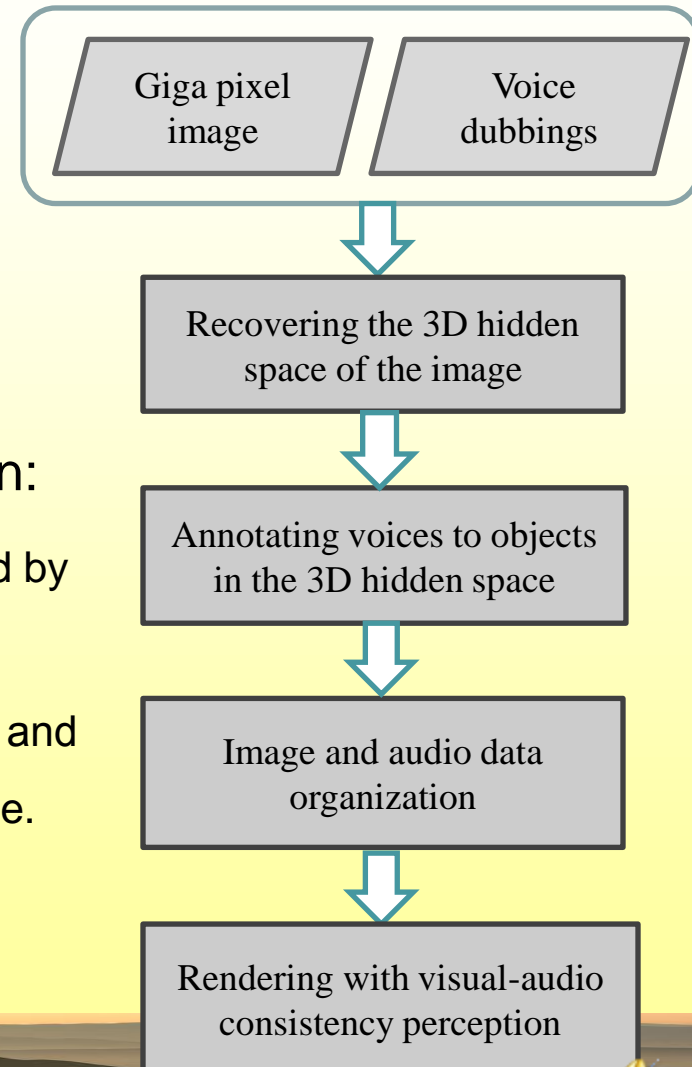 Giga pixel
image
Voice
dubbings
Recovering the 3D hidden
space of the image
n:
Annotating voices to objects
in the 3D hidden space
d by
and
e.
Image and audio data
organization
Rendering with visual-audio
consistency perception